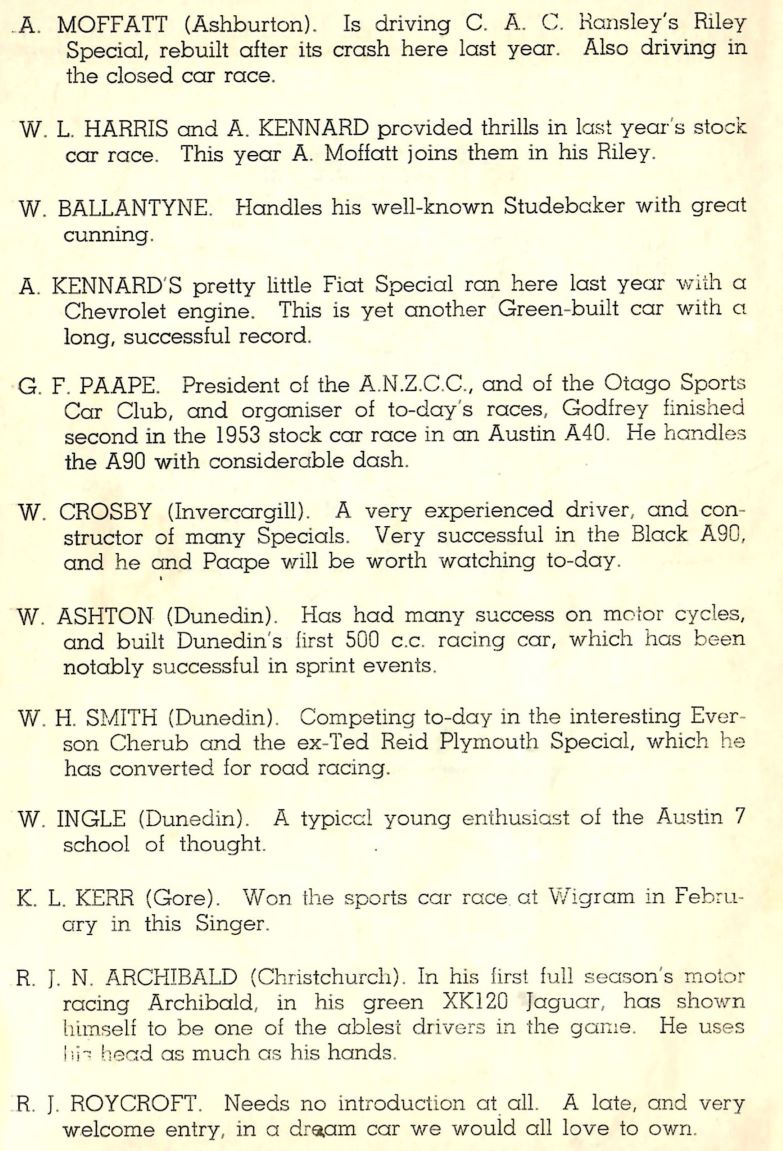 A. MOFFATT (Ashburton). Is driving C. A. C. Ransley's Riley
Special, rebuilt after its crash here last year. Also driving in
the closed car race.
W. L. HARRIS and A. KENNARD provided thrills in last year's stock
car race. This year A. Moffatt joins them in his Riley.
W. BALLANTYNE. Handles his well-known Studebaker with great
cunning.
A. KENNARD'S pretty little Fiat Special ran here last year with a
Chevrolet engine. This is yet another Green-built car with a
long, successful record.
G. F. PAAPE. President of the A.N.Z.C.C., and of the Otago Sports
Car Club, and organiser of to-day's races, Godfrey finished
second in the 1953 stock car race in an Austin A40. He handles
the A90 with considerable dash.
W. CROSBY (Invercargill). A very experienced driver, and con-
structor of many Specials. Very successful in the Black A90,
and he and Paape will be worth watching to-day.
W. ASHTON (Dunedin). Has had many success on motor cycles,
and built Dunedin's first 500 c.c. racing car, which has been
notably successful in sprint events.
W. H. SMITH (Dunedin). Competing to-day in the interesting Ever-
son Cherub and the ex-Ted Reid Plymouth Special, which he
has converted for road racing.
W. INGLE (Dunedin). A typical young enthusiast of the Austin 7
school of thought.
K. L. KERR (Gore). Won the sports car race at Wigram in Febru-
ary in this Singer.
R. J. N. ARCHIBALD (Christchurch). In his first full season's motor
racing Archibald, in his green XK120 Jaguar, has shown
himself to be one of the ablest drivers in the game. He uses
his head as much as his hands.
R. J. ROYCROFT. Needs no introduction at all. A late, and very
welcome entry, in a dream car we would all love to own.